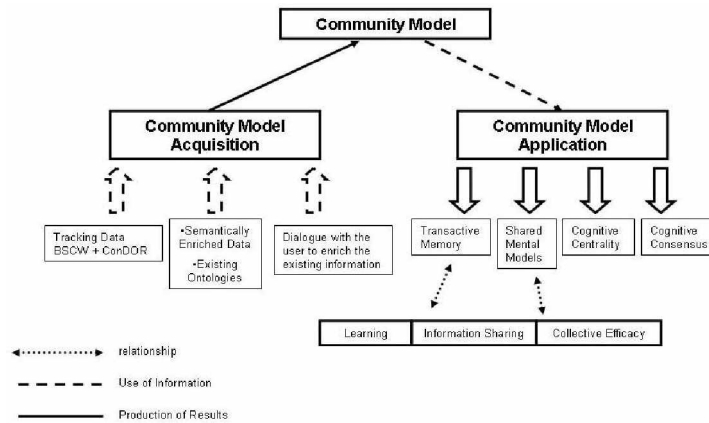 Community Model
Community Model
Acquisition
Community Model
Application
Tracking Data
BSCW + ConDOR
•Semantically
Enriched Data
•Existing
Ontologies
Dialogue with the
user to enrich the
existing information
Transactive
Memory
Shared
Mental
Models
Cognitive
Centrality
Cognitive
Consensus
Learning
Information Sharing
Collective Efficacy
relationship
Use of Information
Production of Results